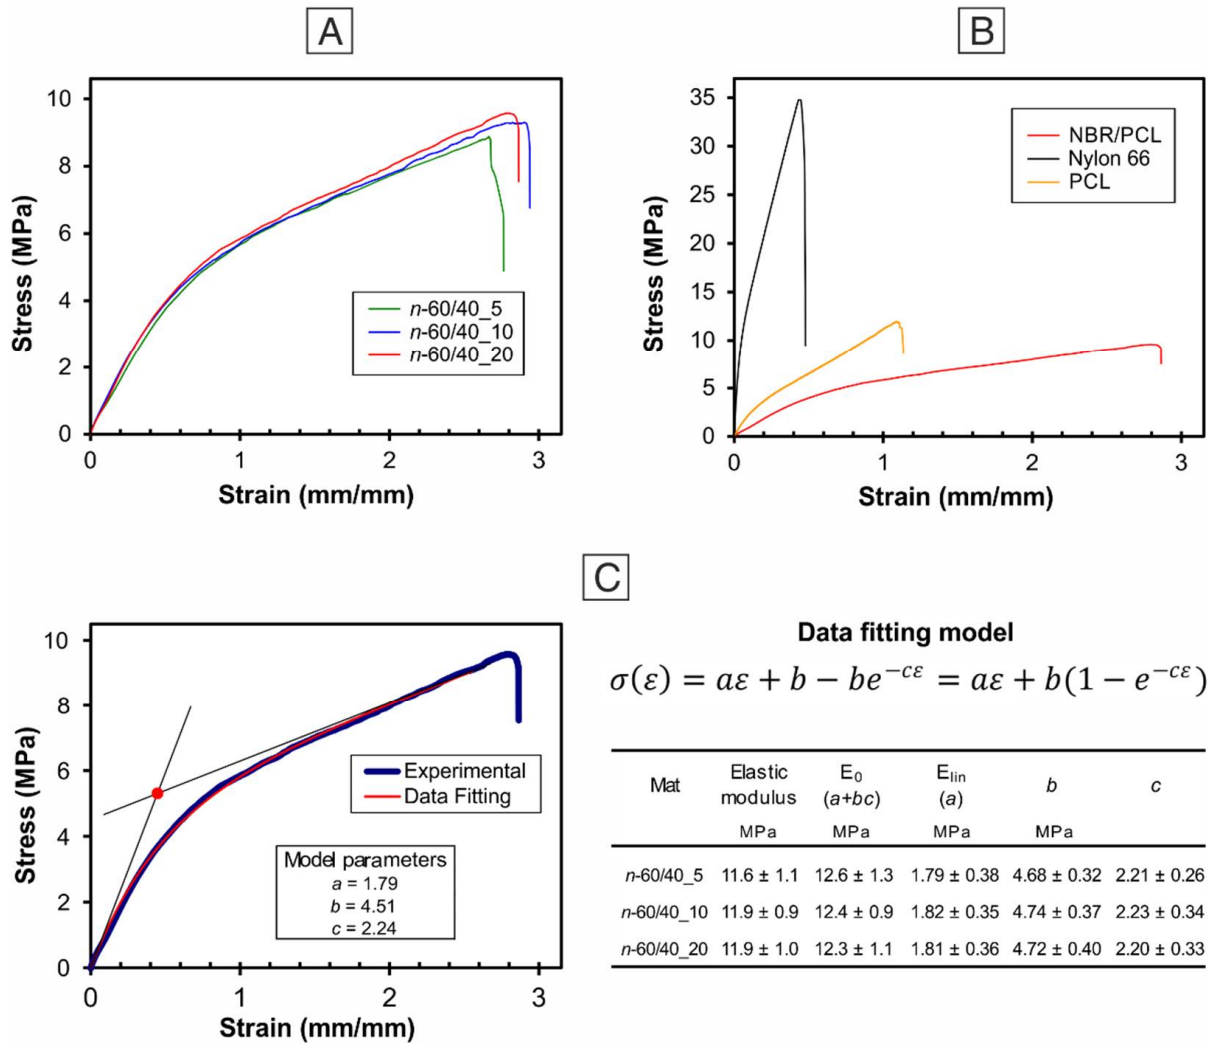 A
10
8
6
4
2
0
0
1
2
3
Stress (MPa)
Strain (mm/mm)
n-60/40_5
n-60/40_10
n-60/40_20
B
35
30
25
20
15
10
5
0
0
1
2
3
Stress (MPa)
Strain (mm/mm)
NBR/PCL
Nylon 66
PCL
C
10
8
6
4
2
0
0
1
2
3
Stress (MPa)
Strain (mm/mm)
Experimental
Data Fitting
Model parameters
a = 1.79
b = 4.51
c = 2.24
Data fitting model
σ(ε) = aε + b − be^{−cε} = aε + b(1 − e^{−cε})
Mat Elastic modulus E₀ (a+bc) E_lin (a) b c
MPa MPa MPa MPa
n-60/40_5 11.6 ± 1.1 12.6 ± 1.3 1.79 ± 0.38 4.68 ± 0.32 2.21 ± 0.26
n-60/40_10 11.9 ± 0.9 12.4 ± 0.9 1.82 ± 0.35 4.74 ± 0.37 2.23 ± 0.34
n-60/40_20 11.9 ± 1.0 12.3 ± 1.1 1.81 ± 0.36 4.72 ± 0.40 2.20 ± 0.33